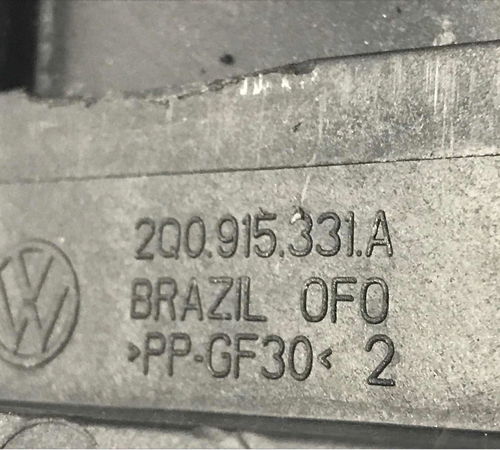 2Q0.915.331.A
BRAZIL OFO
>PP-GF30< 2